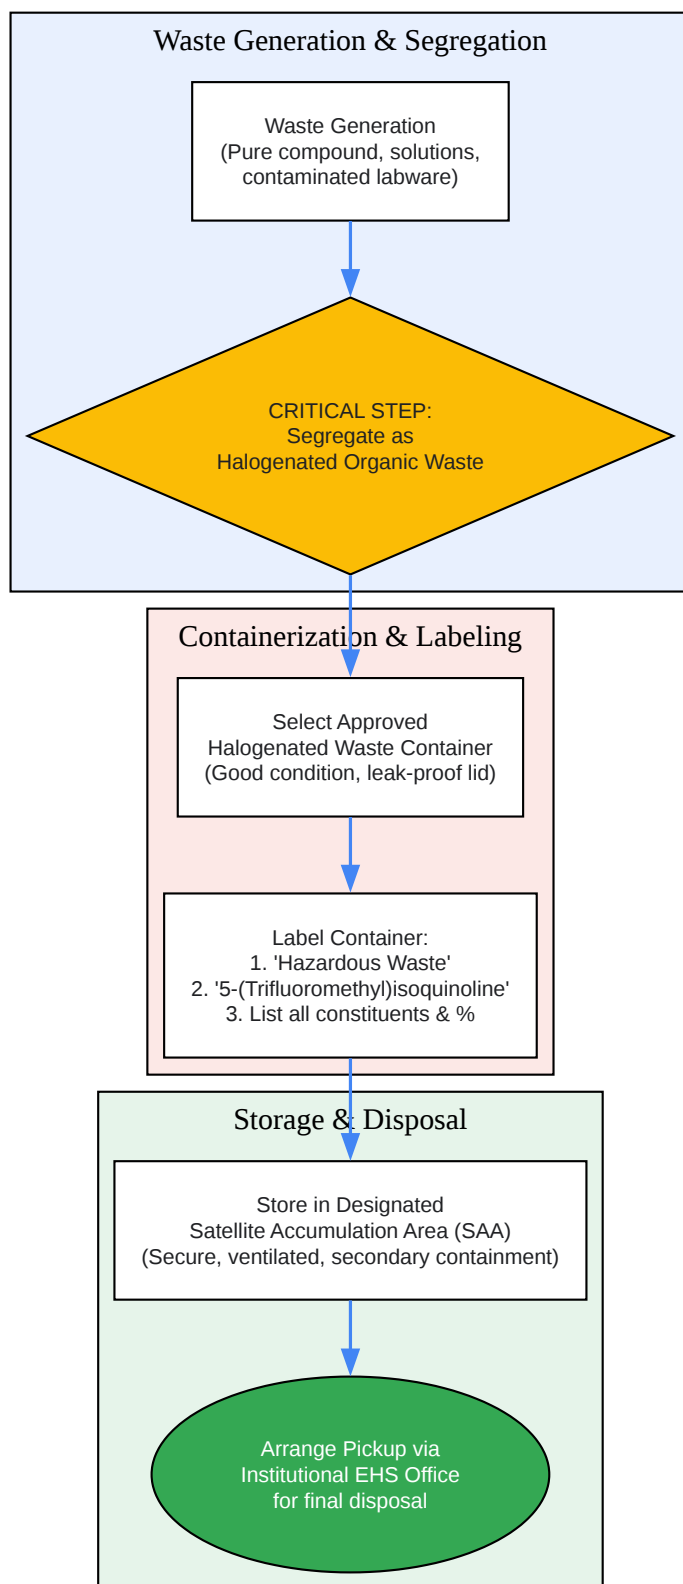 Waste Generation & Segregation
Waste Generation
(Pure compound, solutions,
contaminated labware)
CRITICAL STEP:
Segregate as
Halogenated Organic Waste
Containerization & Labeling
Select Approved
Halogenated Waste Container
(Good condition, leak-proof lid)
Label Container:
1. 'Hazardous Waste'
2. '5-(Trifluoromethyl)isoquinoline'
3. List all constituents & %
Storage & Disposal
Store in Designated
Satellite Accumulation Area (SAA)
(Secure, ventilated, secondary containment)
Arrange Pickup via
Institutional EHS Office
for final disposal